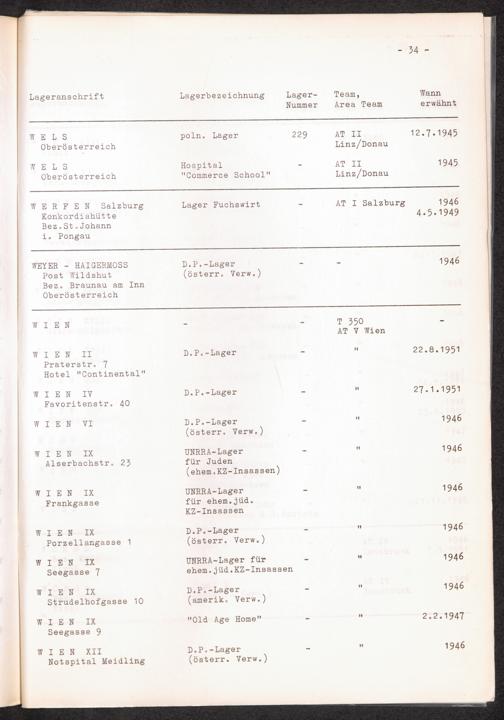 - 34 -
Lageranschrift Lagerbezeichnung Lager- Team, Wann
Nummer Area Team erwähnt
W E L S poln. Lager 229 AT II 12.7.1945
Oberösterreich Linz/Donau
W E L S Hospital - AT II 1945
Oberösterreich "Commerce School" Linz/Donau
W E R F E N Salzburg Lager Fuchswirt - AT I Salzburg 1946
Konkordiahütte 4.5.1949
Bez.St.Johann
i. Pongau
WEYER - HAIGERMOSS D.P.-Lager - - 1946
Post Wildshut (österr. Verw.)
Bez. Braunau am Inn
Oberösterreich
W I E N - - T 350 -
AT V Wien
W I E N II D.P.-Lager - " 22.8.1951
Praterstr. 7
Hotel "Continental"
W I E N IV D.P.-Lager - " 27.1.1951
Favoritenstr. 40
W I E N VI D.P.-Lager - " 1946
(österr. Verw.)
W I E N IX UNRRA-Lager - " 1946
Alserbachstr. 23 für Juden
(ehem.KZ-Insassen)
W I E N IX UNRRA-Lager - " 1946
Frankgasse für ehem.jüd.
KZ-Insassen
W I E N IX D.P.-Lager - " 1946
Porzellangasse 1 (österr. Verw.)
W I E N IX UNRRA-Lager für - " 1946
Seegasse 7 ehem.jüd.KZ-Insassen
W I E N IX D.P.-Lager - " 1946
Strudelhofgasse 10 (amerik. Verw.)
W I E N IX "Old Age Home" - " 2.2.1947
Seegasse 9
W I E N XII D.P.-Lager - " 1946
Notspital Meidling (österr. Verw.)